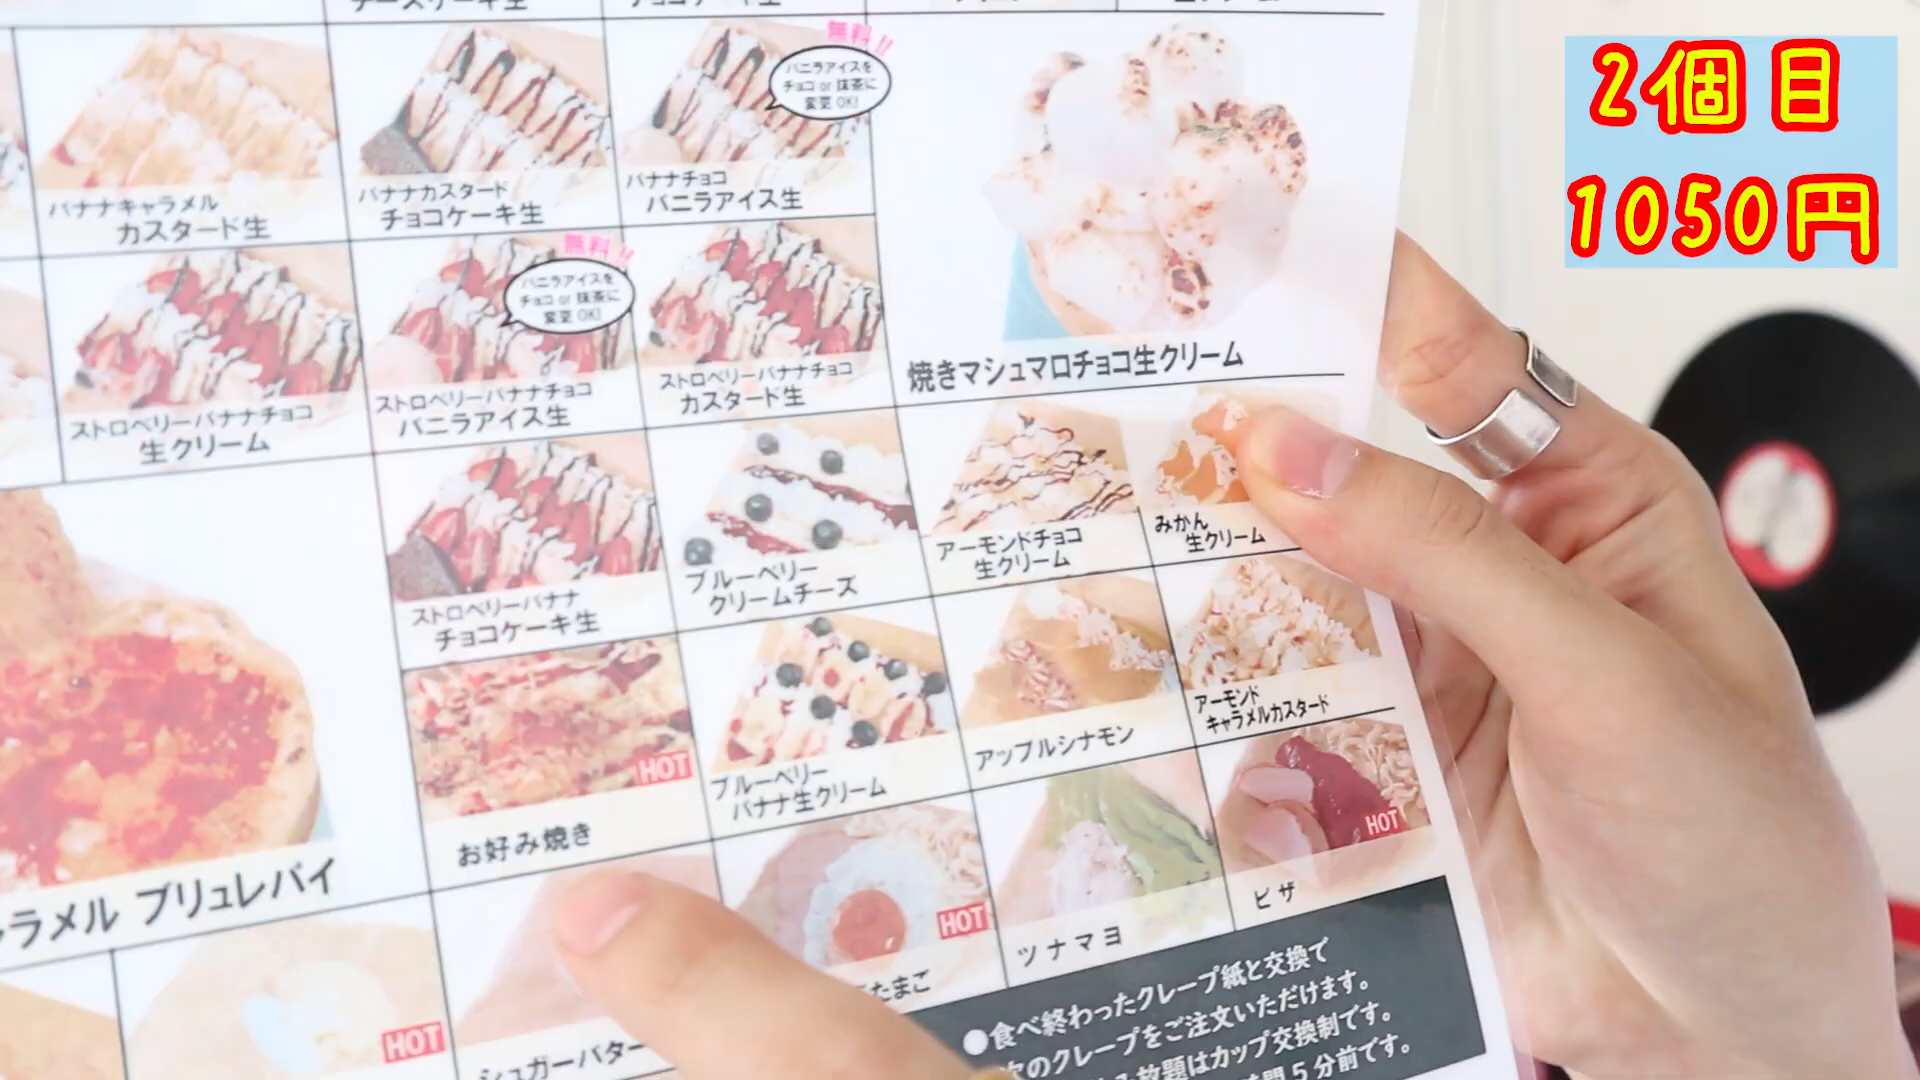 2個目
1050円
チーズケーキ生
無料!!
バニラアイスを
チョコ or 抹茶に
変更 OK!
バナナキャラメル
カスタード生
バナナカスタード
チョコケーキ生
バナナチョコ
バニラアイス生
無料!!
バニラアイスを
チョコ or 抹茶に
変更 OK!
焼きマシュマロチョコ生クリーム
ストロベリーバナナチョコ
生クリーム
ストロベリーバナナチョコ
バニラアイス生
ストロベリーバナナチョコ
カスタード生
ストロベリーバナナ
チョコケーキ生
ブルーベリー
クリームチーズ
アーモンドチョコ
生クリーム
みかん
生クリーム
HOT
お好み焼き
ブルーベリー
バナナ生クリーム
アップルシナモン
アーモンド
キャラメルカスタード
ラメル ブリュレパイ
HOT
シュガーバター
HOT
たまご
ツナマヨ
HOT
ピザ
●食べ終わったクレープ紙と交換で
次のクレープをご注文いただけます。
放題はカップ交換制です。
5分前です。